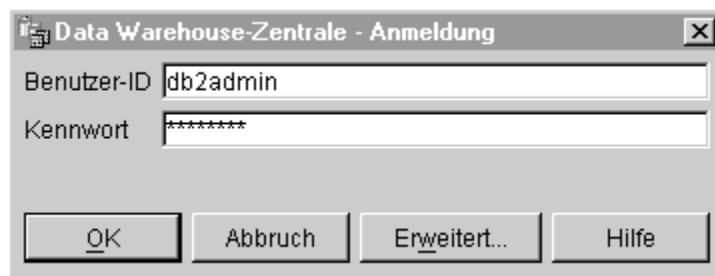 Data Warehouse-Zentrale - Anmeldung
Benutzer-ID db2admin
Kennwort ********
OK Abbruch Erweitert... Hilfe